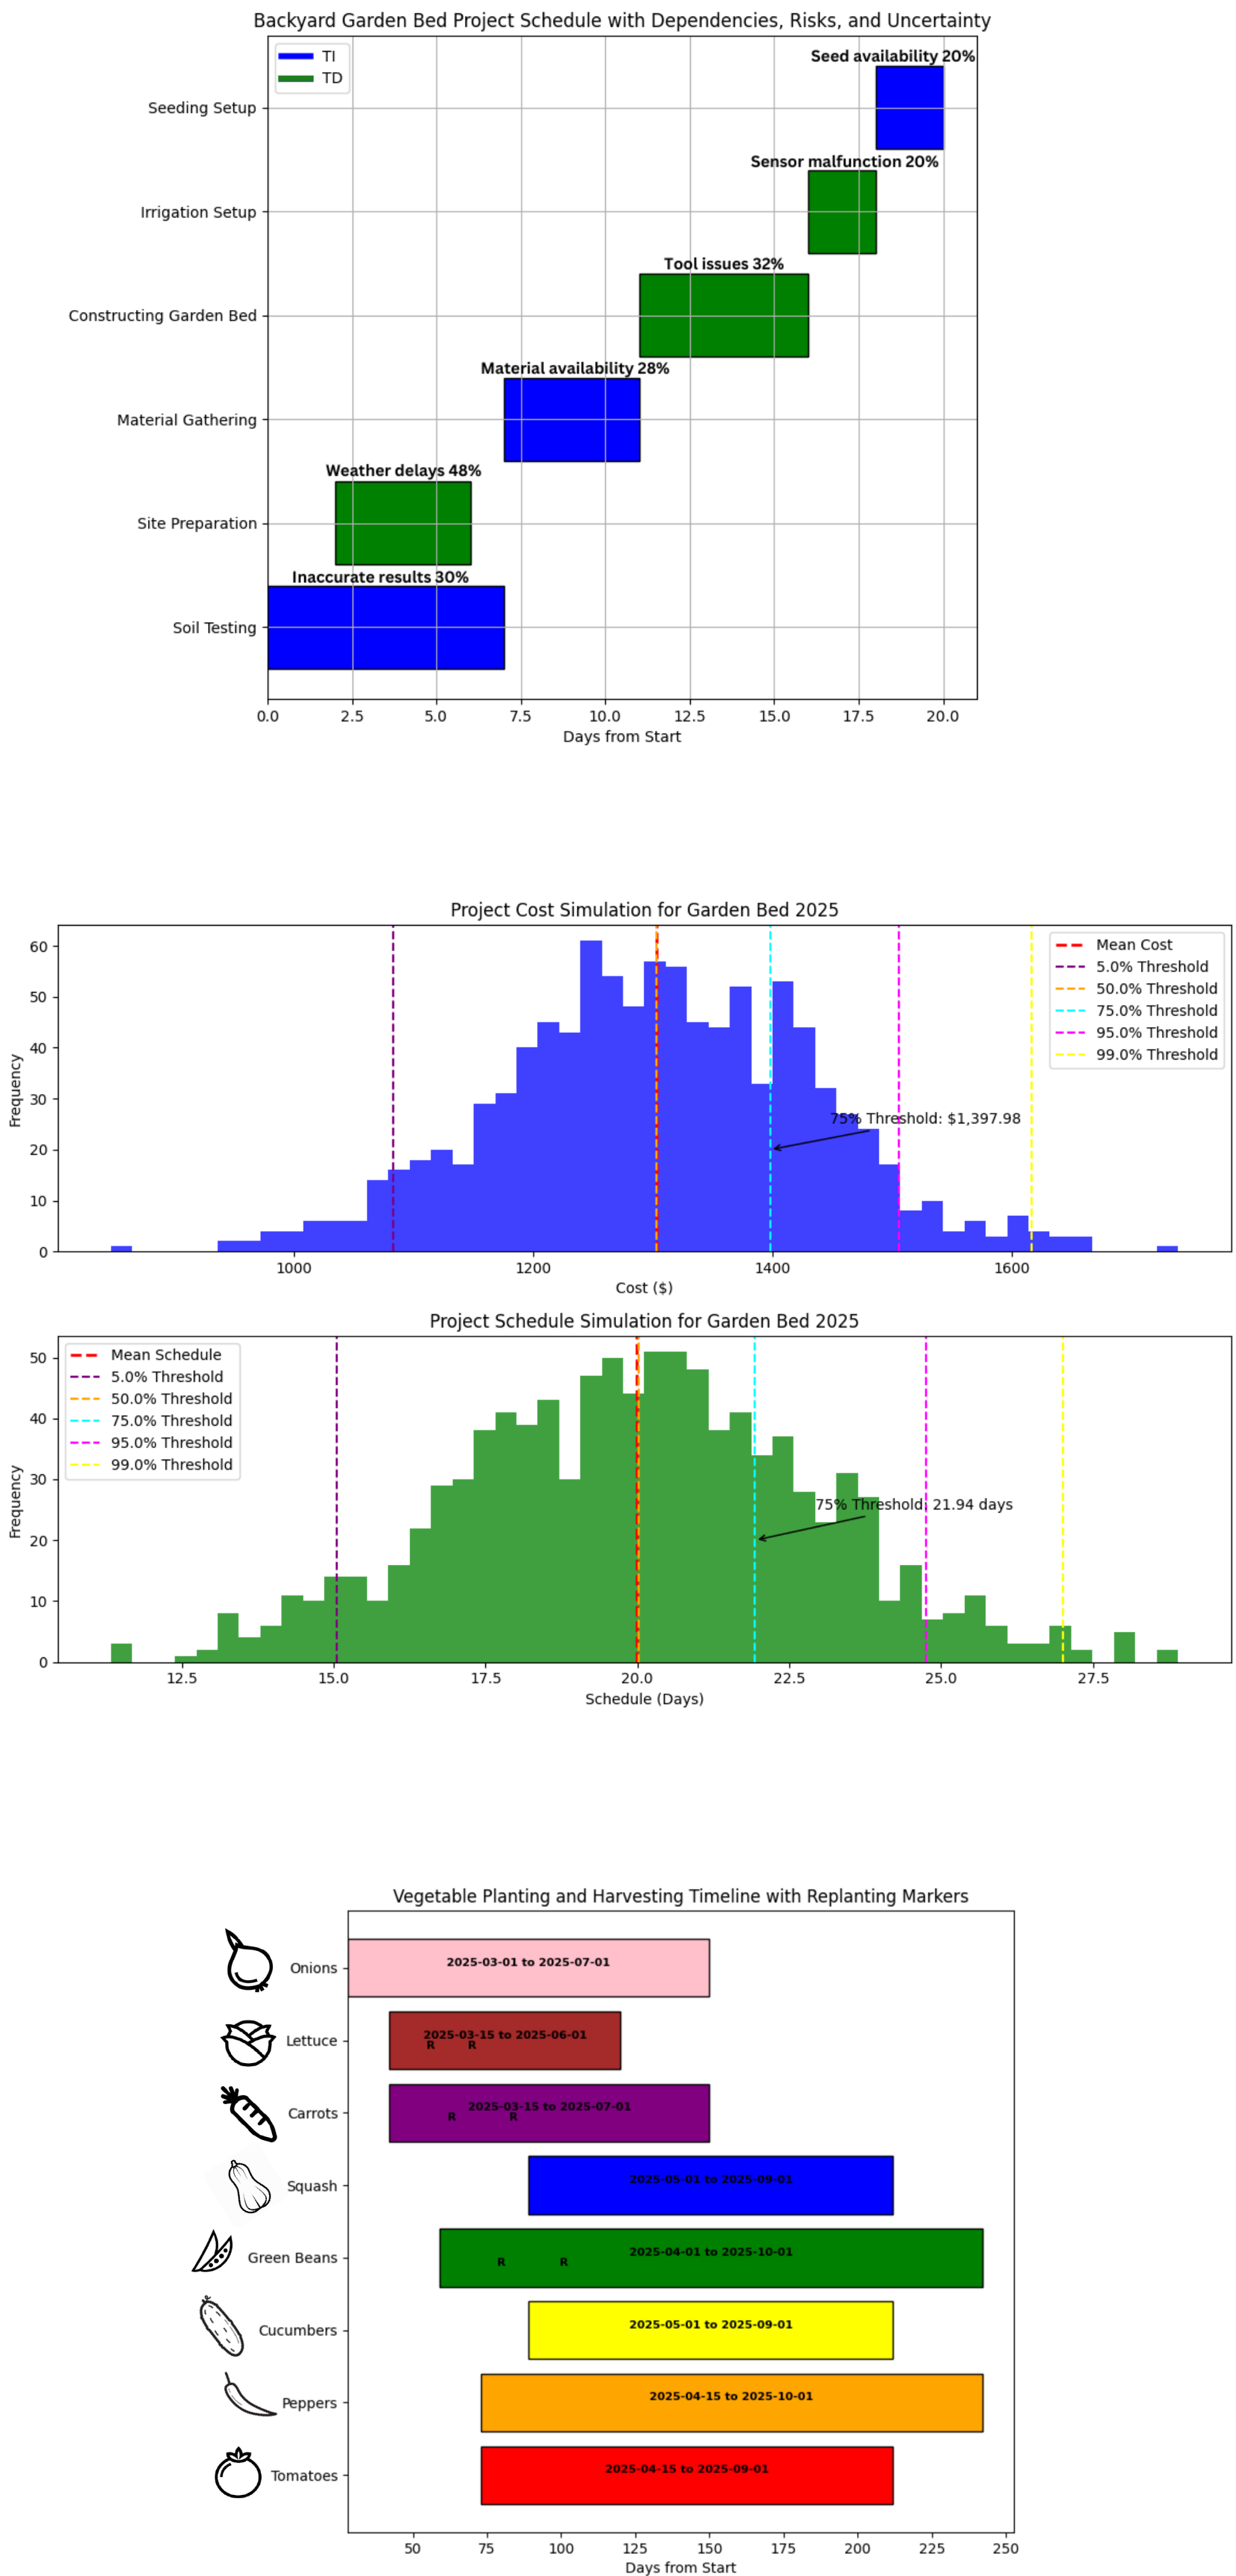 Backyard Garden Bed Project Schedule with Dependencies, Risks, and Uncertainty
TI
TD
Seed availability 20%
Seeding Setup
Sensor malfunction 20%
Irrigation Setup
Tool issues 32%
Constructing Garden Bed
Material availability 28%
Material Gathering
Weather delays 48%
Site Preparation
Inaccurate results 30%
Soil Testing
0.0 2.5 5.0 7.5 10.0 12.5 15.0 17.5 20.0
Days from Start
Project Cost Simulation for Garden Bed 2025
Mean Cost
5.0% Threshold
50.0% Threshold
75.0% Threshold
95.0% Threshold
99.0% Threshold
60
50
40
30
20
10
0
Frequency
75% Threshold: $1,397.98
1000 1200 1400 1600
Cost ($)
Project Schedule Simulation for Garden Bed 2025
Mean Schedule
5.0% Threshold
50.0% Threshold
75.0% Threshold
95.0% Threshold
99.0% Threshold
50
40
30
20
10
0
Frequency
75% Threshold: 21.94 days
12.5 15.0 17.5 20.0 22.5 25.0 27.5
Schedule (Days)
Vegetable Planting and Harvesting Timeline with Replanting Markers
Onions
2025-03-01 to 2025-07-01
Lettuce
2025-03-15 to 2025-06-01
R R
Carrots
2025-03-15 to 2025-07-01
R R
Squash
2025-05-01 to 2025-09-01
Green Beans
2025-04-01 to 2025-10-01
R R
Cucumbers
2025-05-01 to 2025-09-01
Peppers
2025-04-15 to 2025-10-01
Tomatoes
2025-04-15 to 2025-09-01
50 75 100 125 150 175 200 225 250
Days from Start